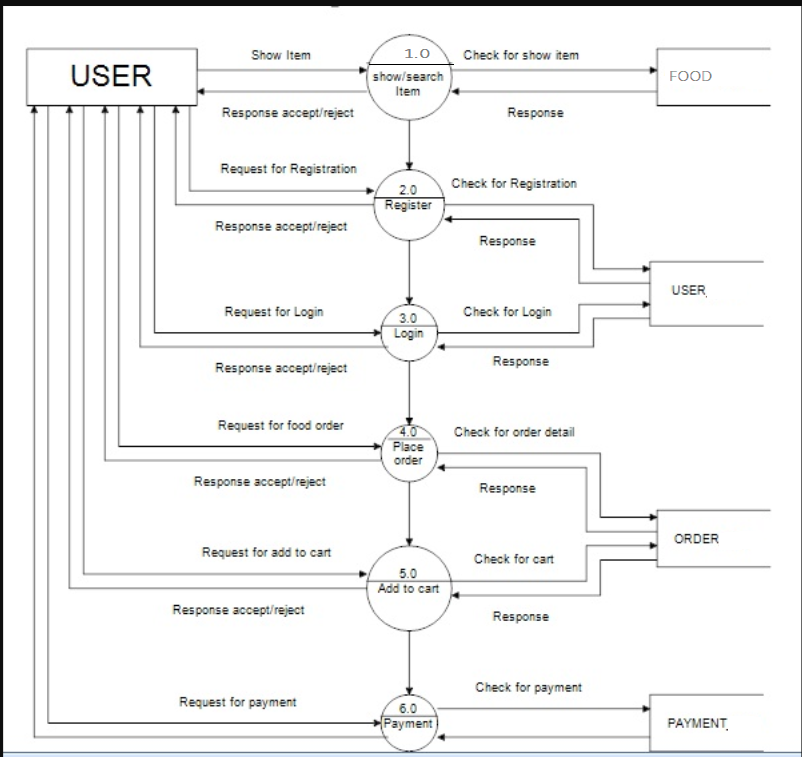 USER
Show Item
1.0
show/search
Item
Check for show item
FOOD
Response accept/reject
Response
Request for Registration
2.0
Register
Check for Registration
Response accept/reject
Response
USER
Request for Login
3.0
Login
Check for Login
Response accept/reject
Response
Request for food order
4.0
Place
order
Check for order detail
Response accept/reject
Response
ORDER
Request for add to cart
5.0
Add to cart
Check for cart
Response accept/reject
Response
Request for payment
6.0
Payment
Check for payment
PAYMENT